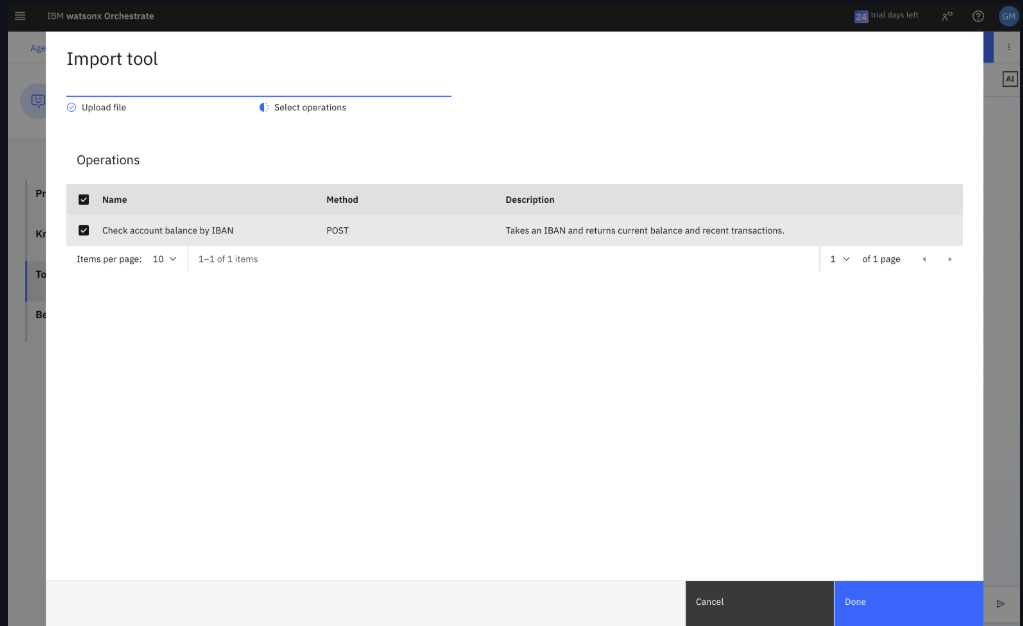 IBM watsonx Orchestrate
24 trial days left
GM
Age
AI
Import tool
Upload file
Select operations
Operations
Name Method Description
Check account balance by IBAN POST Takes an IBAN and returns current balance and recent transactions.
Items per page: 10 1–1 of 1 items 1 of 1 page
Pr
Kr
To
Be
Cancel Done